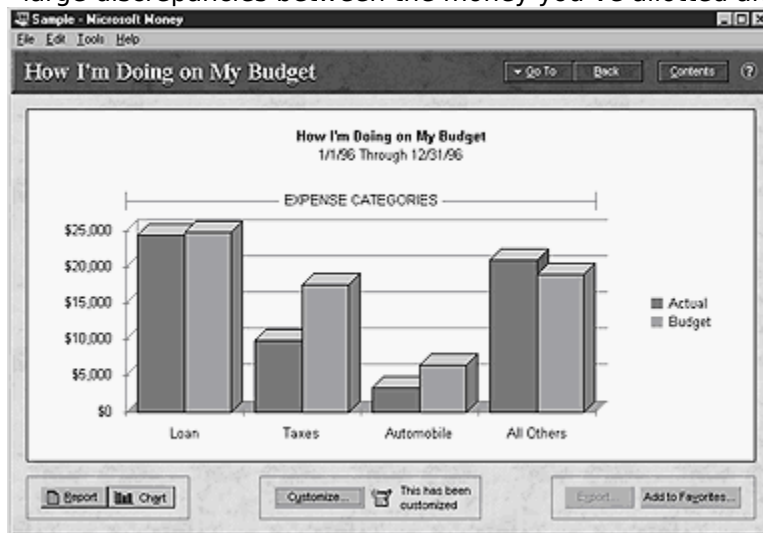 large discrepancies between the money you've allotted an
Sample - Microsoft Money
File Edit Tools Help
How I'm Doing on My Budget
Go To Back Contents ?
How I'm Doing on My Budget
1/1/96 Through 12/31/96
EXPENSE CATEGORIES
$25,000
$20,000
$15,000
$10,000
$5,000
$0
Loan Taxes Automobile All Others
Actual
Budget
Report Chart
Customize...
This has been
customized
Export... Add to Favorites...